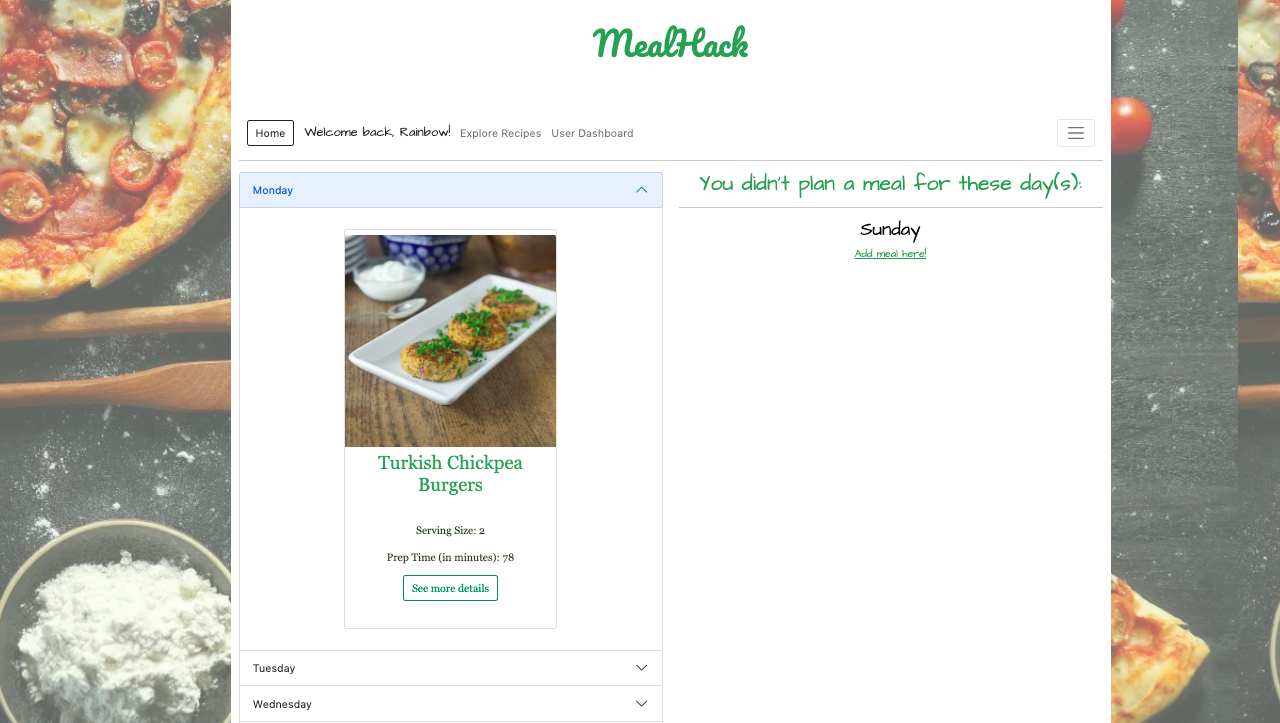 MealHack
Home
Welcome back, Rainbow!
Explore Recipes
User Dashboard
Monday
Turkish Chickpea
Burgers
Serving Size: 2
Prep Time (in minutes): 78
See more details
Tuesday
Wednesday
You didn't plan a meal for these day(s):
Sunday
Add meal here!